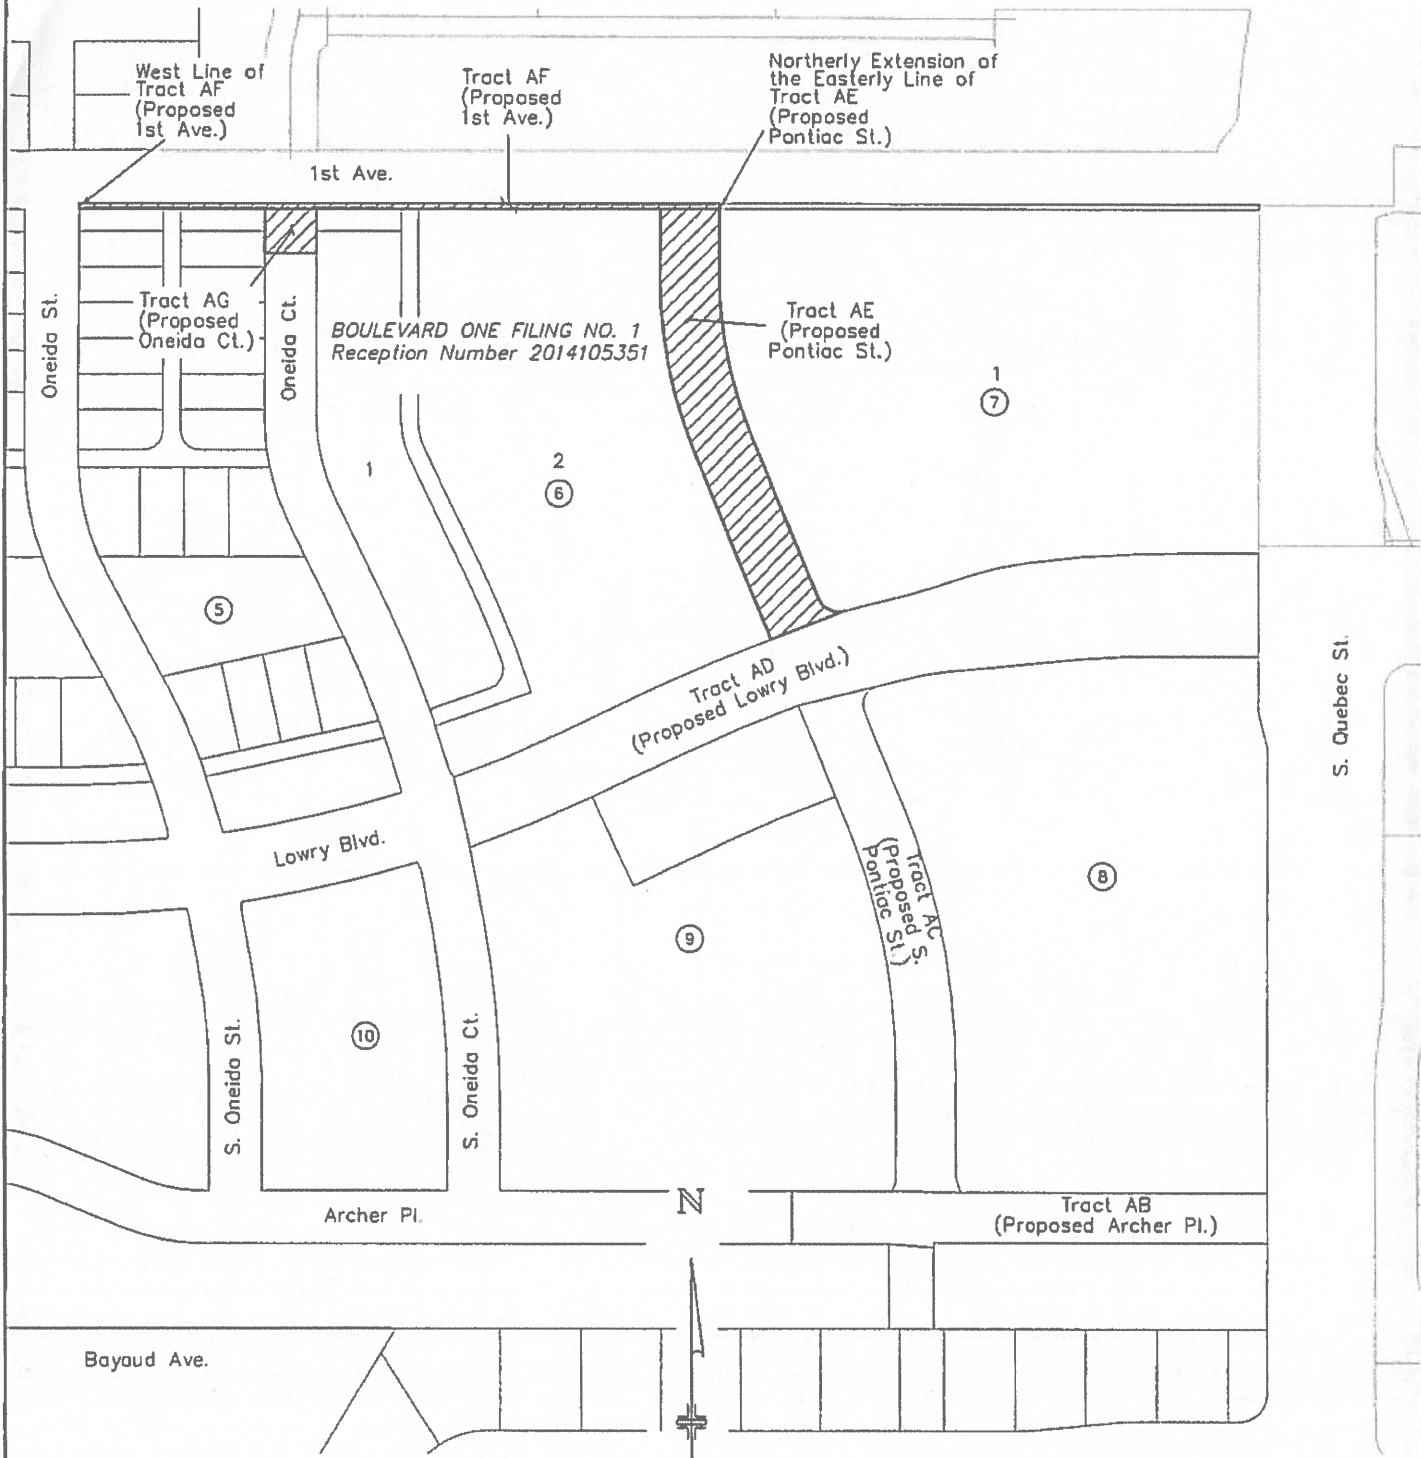 West Line of
Tract AF
(Proposed
1st Ave.)
Tract AF
(Proposed
1st Ave.)
Northerly Extension of
the Easterly Line of
Tract AE
(Proposed
Pontiac St.)
1st Ave.
Oneida St.
Tract AG
(Proposed
Oneida Ct.)
Oneida Ct.
BOULEVARD ONE FILING NO. 1
Reception Number 2014105351
Tract AE
(Proposed
Pontiac St.)
1
7
1
2
6
5
Tract AD
(Proposed Lowry Blvd.)
S. Quebec St.
Lowry Blvd.
Tract AC
(Proposed S.
Pontiac St.)
8
9
10
S. Oneida St.
S. Oneida Ct.
Archer Pl.
N
Tract AB
(Proposed Archer Pl.)
Bayaud Ave.